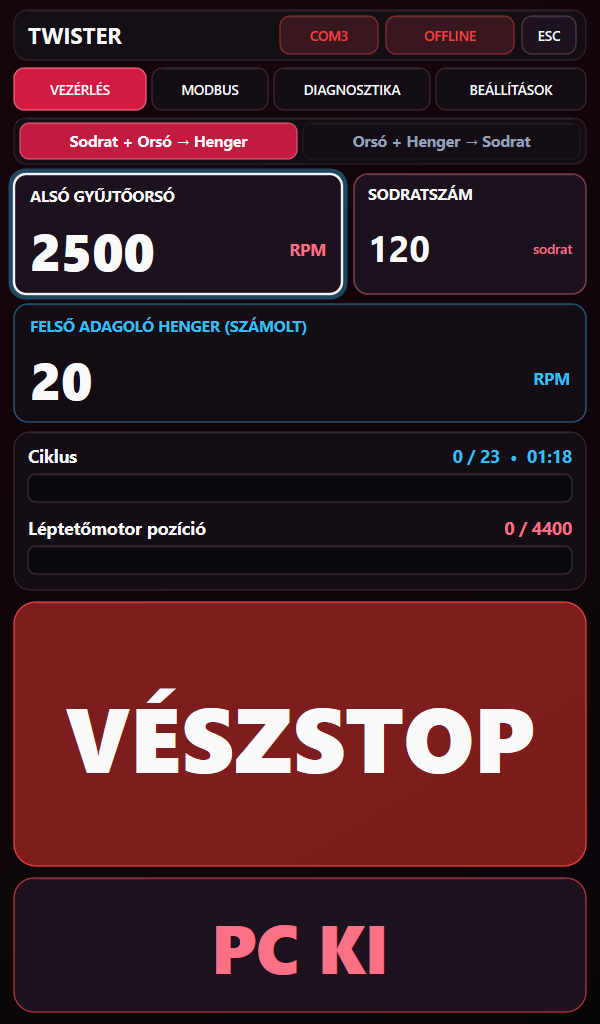 TWISTER COM3 OFFLINE ESC
VEZÉRLÉS MODBUS DIAGNOSZTIKA BEÁLLÍTÁSOK
Sodrat + Orsó → Henger Orsó + Henger → Sodrat
ALSÓ GYŰJTŐORSÓ
2500 RPM
SODRATSZÁM
120 sodrat
FELSŐ ADAGOLÓ HENGER (SZÁMOLT)
20 RPM
Ciklus 0 / 23 • 01:18
Léptetőmotor pozíció 0 / 4400
VÉSZSTOP
PC KI